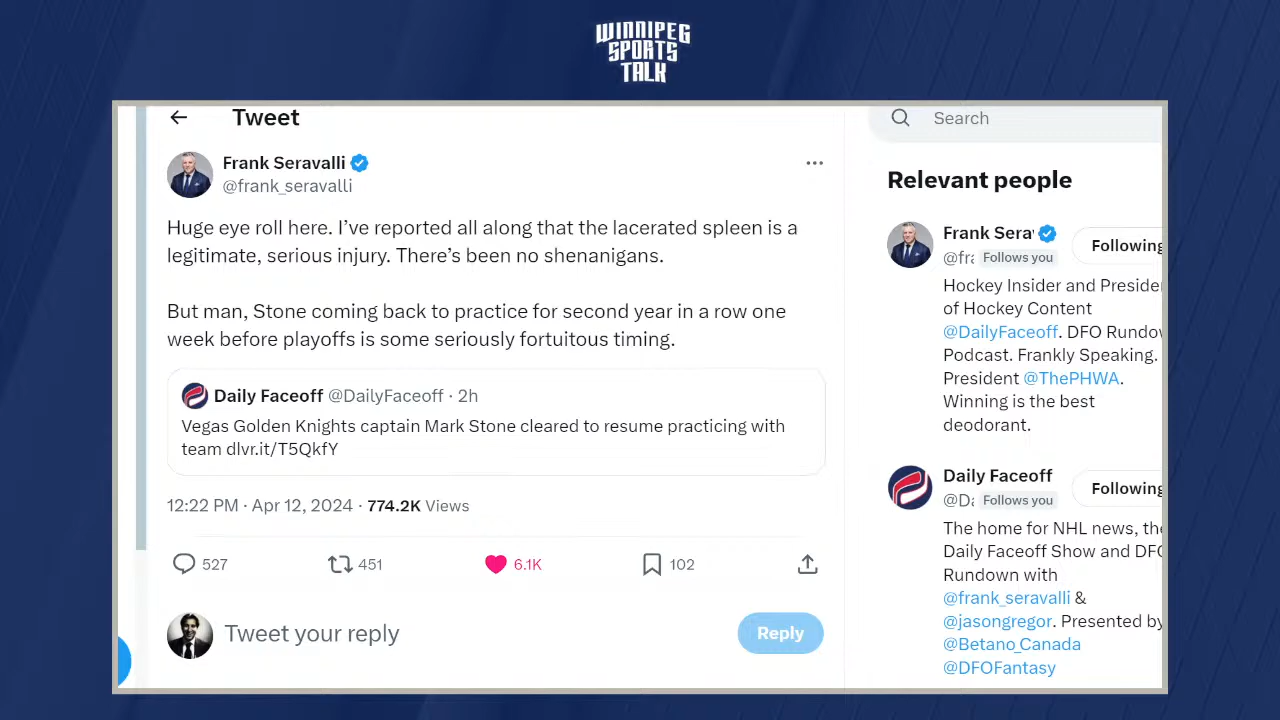 WINNIPEG
SPORTS
TALK
Tweet
Frank Seravalli
@frank_seravalli
Huge eye roll here. I’ve reported all along that the lacerated spleen is a
legitimate, serious injury. There’s been no shenanigans.
But man, Stone coming back to practice for second year in a row one
week before playoffs is some seriously fortuitous timing.
Daily Faceoff @DailyFaceoff · 2h
Vegas Golden Knights captain Mark Stone cleared to resume practicing with
team dlvr.it/T5QkfY
12:22 PM · Apr 12, 2024 · 774.2K Views
527 451 6.1K 102
Tweet your reply
Reply
Search
Relevant people
Frank Sera
@fra Follows you
Following
Hockey Insider and Preside
of Hockey Content
@DailyFaceoff. DFO Rundow
Podcast. Frankly Speaking.
President @ThePHWA.
Winning is the best
deodorant.
Daily Faceoff
@Da Follows you
Following
The home for NHL news, the
Daily Faceoff Show and DFO
Rundown with
@frank_seravalli &
@jasongregor. Presented by
@Betano_Canada
@DFOFantasy